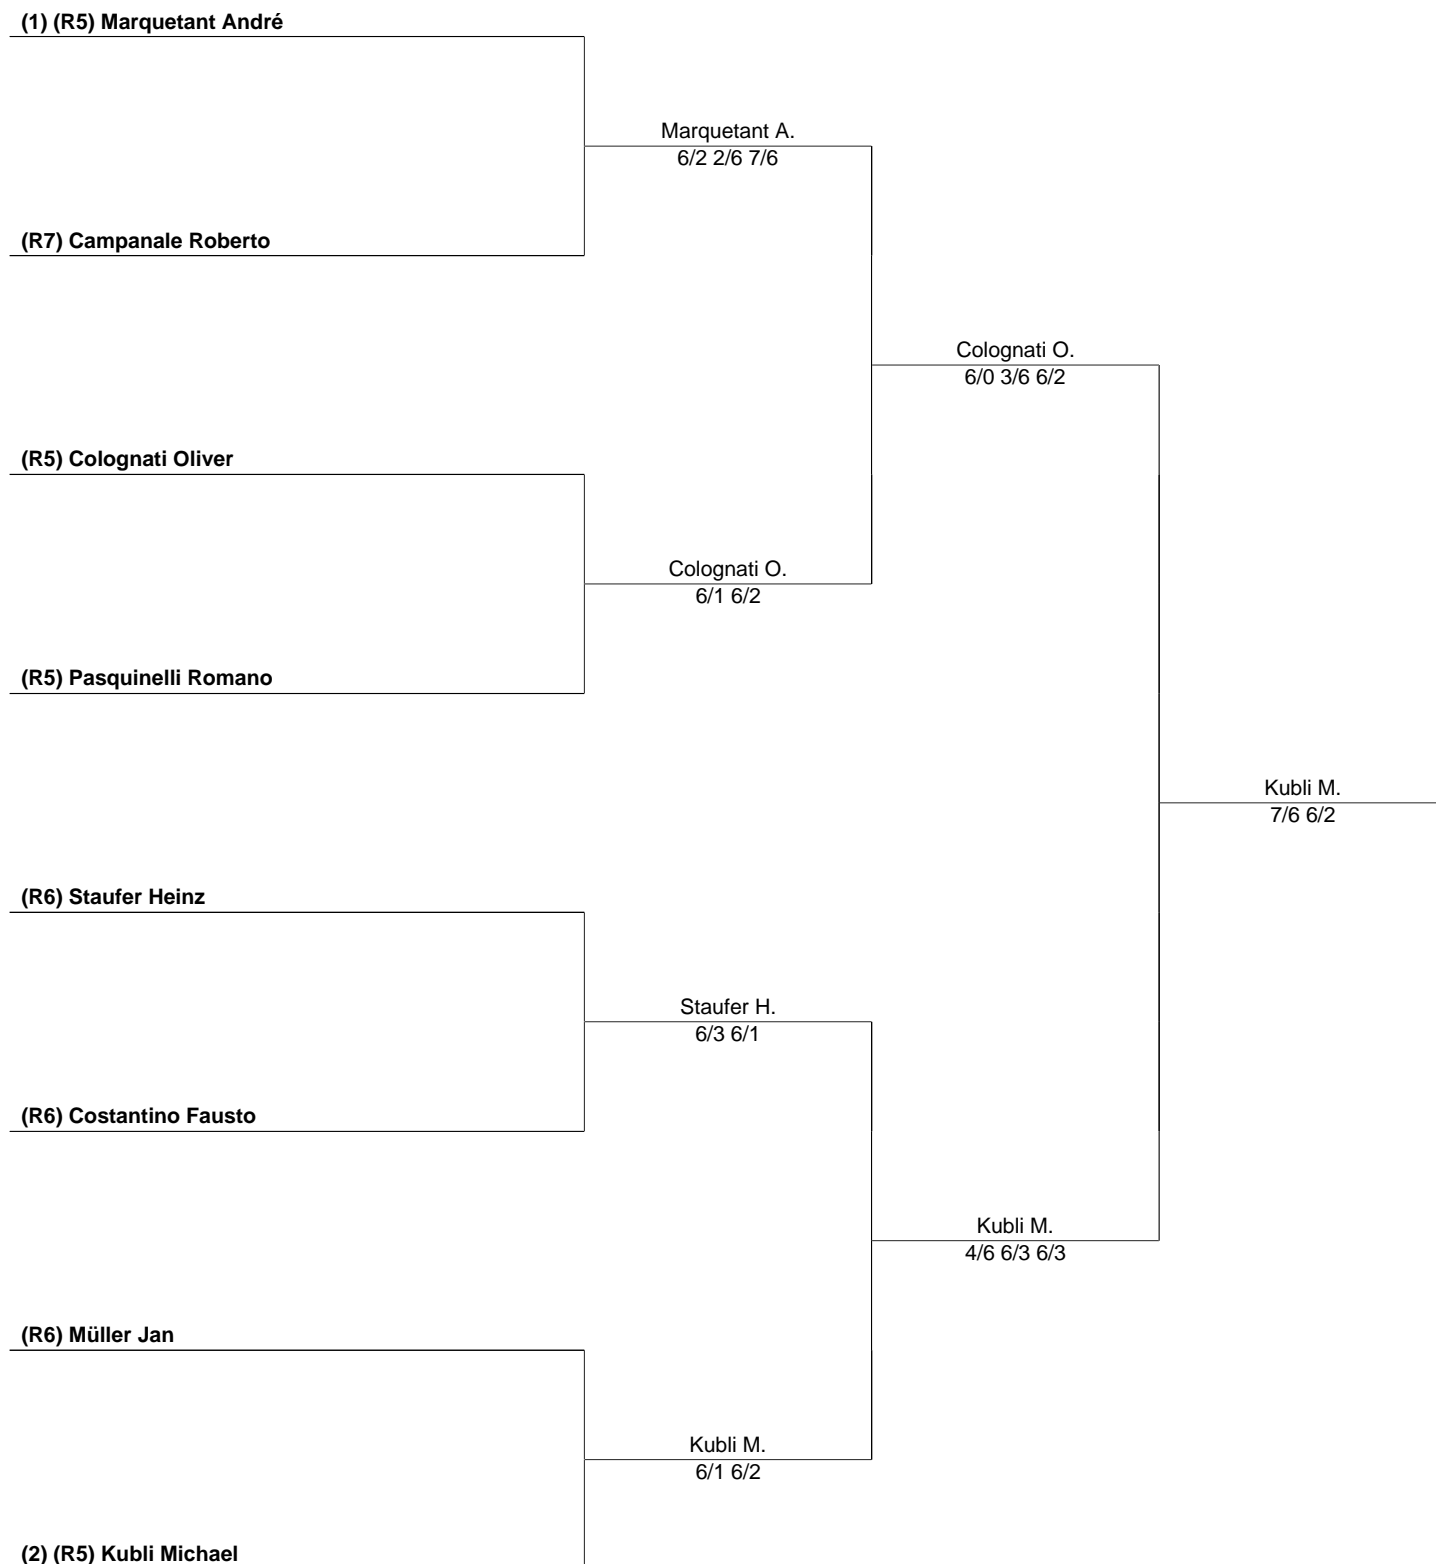 (1) (R5) Marquetant André
Marquetant A.
6/2 2/6 7/6
(R7) Campanale Roberto
Colognati O.
6/0 3/6 6/2
(R5) Colognati Oliver
Colognati O.
6/1 6/2
(R5) Pasquinelli Romano
Kubli M.
7/6 6/2
(R6) Staufer Heinz
Staufer H.
6/3 6/1
(R6) Costantino Fausto
Kubli M.
4/6 6/3 6/3
(R6) Müller Jan
Kubli M.
6/1 6/2
(2) (R5) Kubli Michael